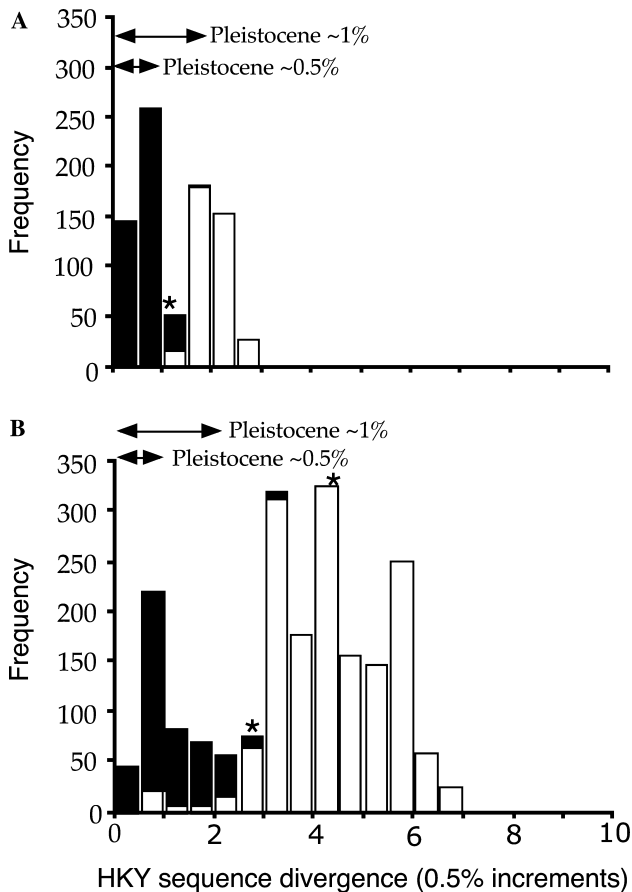 A
350
Pleistocene ~1%
300
Pleistocene ~0.5%
250
200
150
100
50
0
Frequency
*
B
Pleistocene ~1%
350
Pleistocene ~0.5%
*
300
250
200
150
100
50
0
Frequency
*
0 2 4 6 8 10
HKY sequence divergence (0.5% increments)